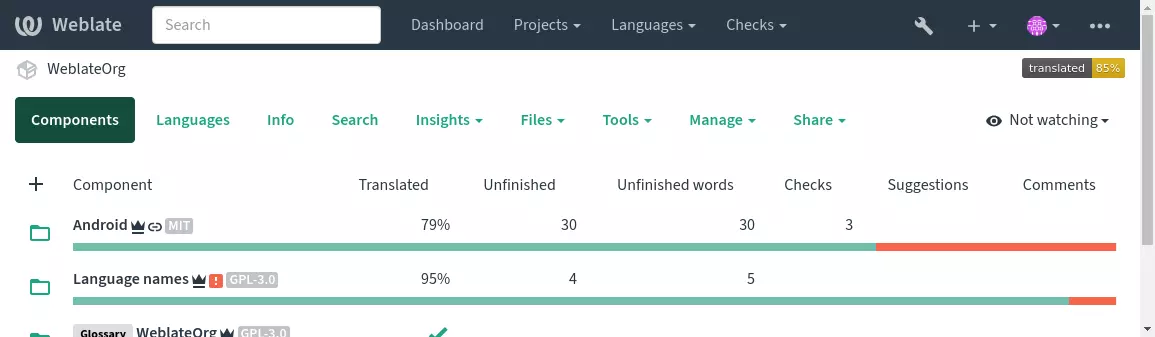 Weblate Search Dashboard Projects Languages Checks
WeblateOrg translated 85%
Components Languages Info Search Insights Files Tools Manage Share Not watching
Component Translated Unfinished Unfinished words Checks Suggestions Comments
Android MIT 79% 30 30 3
Language names GPL-3.0 95% 4 5
Glossary WeblateOrg GPL-3.0